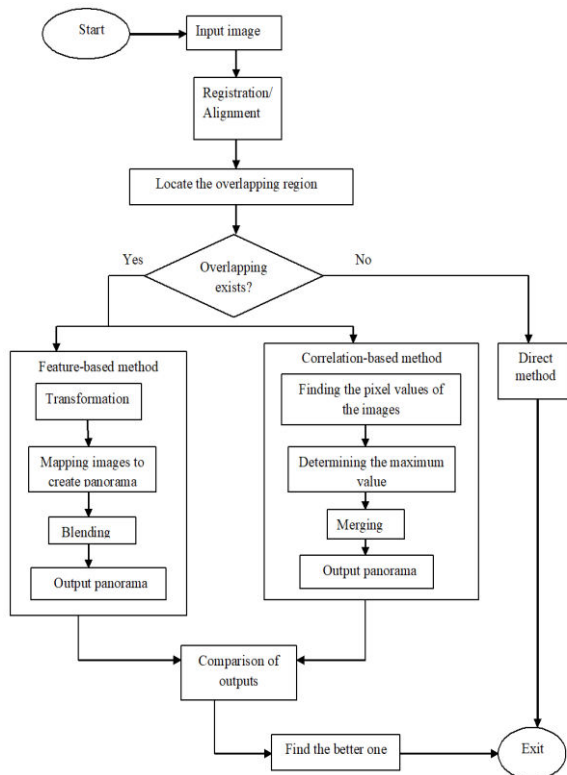 Start
Input image
Registration/
Alignment
Locate the overlapping region
Yes
Overlapping
exists?
No
Feature-based method
Transformation
Mapping images to
create panorama
Blending
Output panorama
Correlation-based method
Finding the pixel values of
the images
Determining the maximum
value
Merging
Output panorama
Direct
method
Comparison of
outputs
Find the better one
Exit